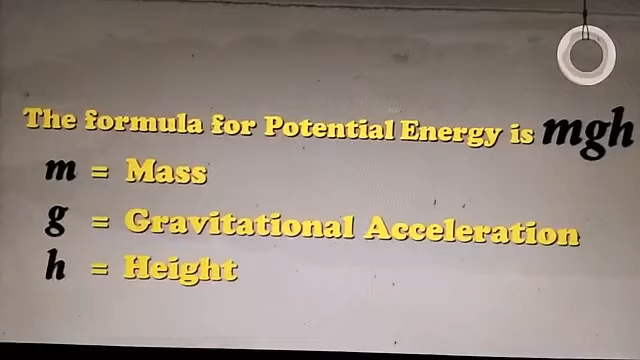 The formula for Potential Energy is mgh
m = Mass
g = Gravitational Acceleration
h = Height